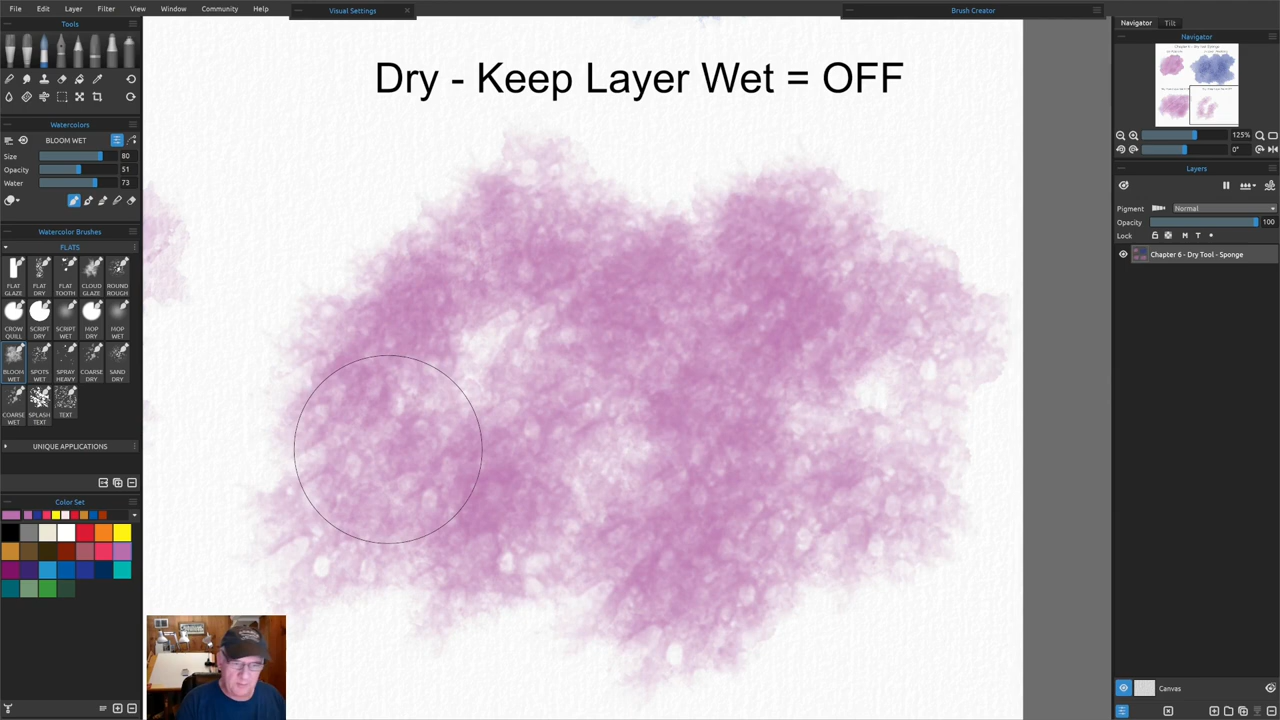 File Edit Layer Filter View Window Community Help
Visual Settings
Brush Creator
Navigator Tilt
Tools
Navigator
Dry - Keep Layer Wet = OFF
125%
0°
Watercolors
BLOOM WET
Size 80
Opacity 51
Water 73
Layers
Pigment Normal
Opacity 100
Lock M T
Chapter 6 - Dry Tool - Sponge
Watercolor Brushes
FLATS
FLAT GLAZE
FLAT DRY
FLAT TOOTH
CLOUD GLAZE
ROUND ROUGH
CROW QUILL
SCRIPT DRY
SCRIPT WET
MOP DRY
MOP WET
BLOOM WET
SPOTS WET
SPRAY HEAVY
COARSE DRY
SAND DRY
COARSE WET
SPLASH TEXT
TEXT
UNIQUE APPLICATIONS
Color Set
Canvas